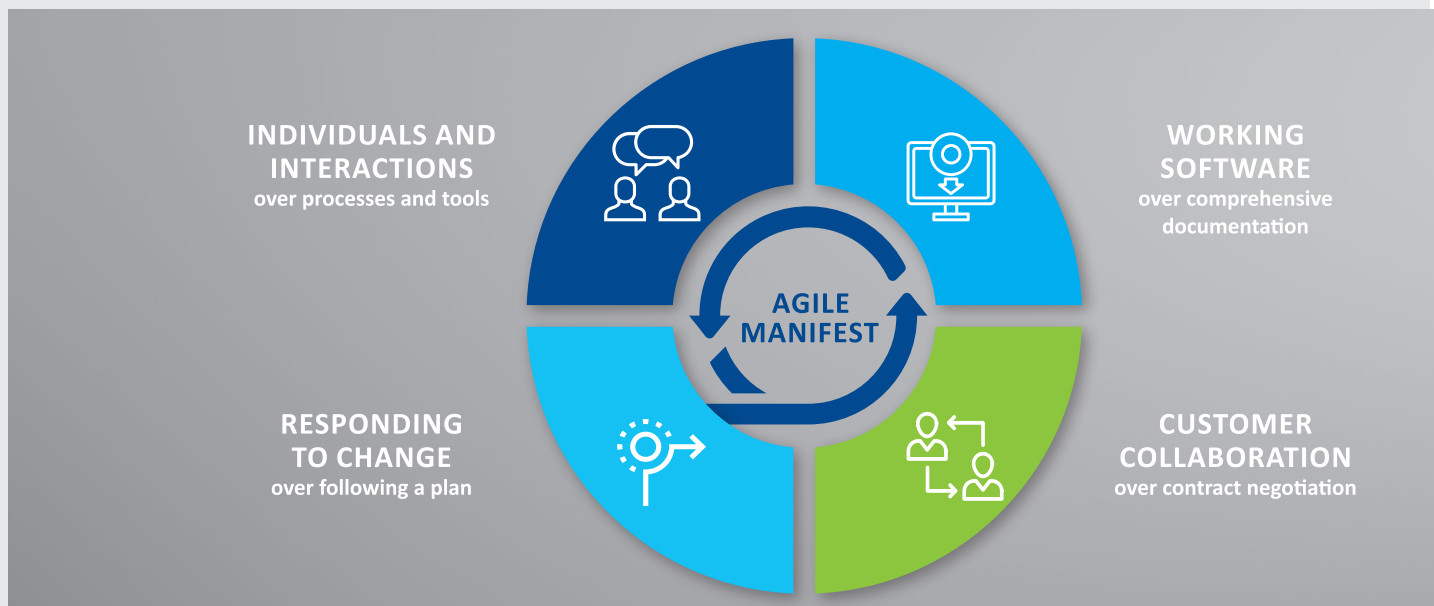 INDIVIDUALS AND
INTERACTIONS
over processes and tools
WORKING
SOFTWARE
over comprehensive
documentation
AGILE
MANIFEST
RESPONDING
TO CHANGE
over following a plan
CUSTOMER
COLLABORATION
over contract negotiation